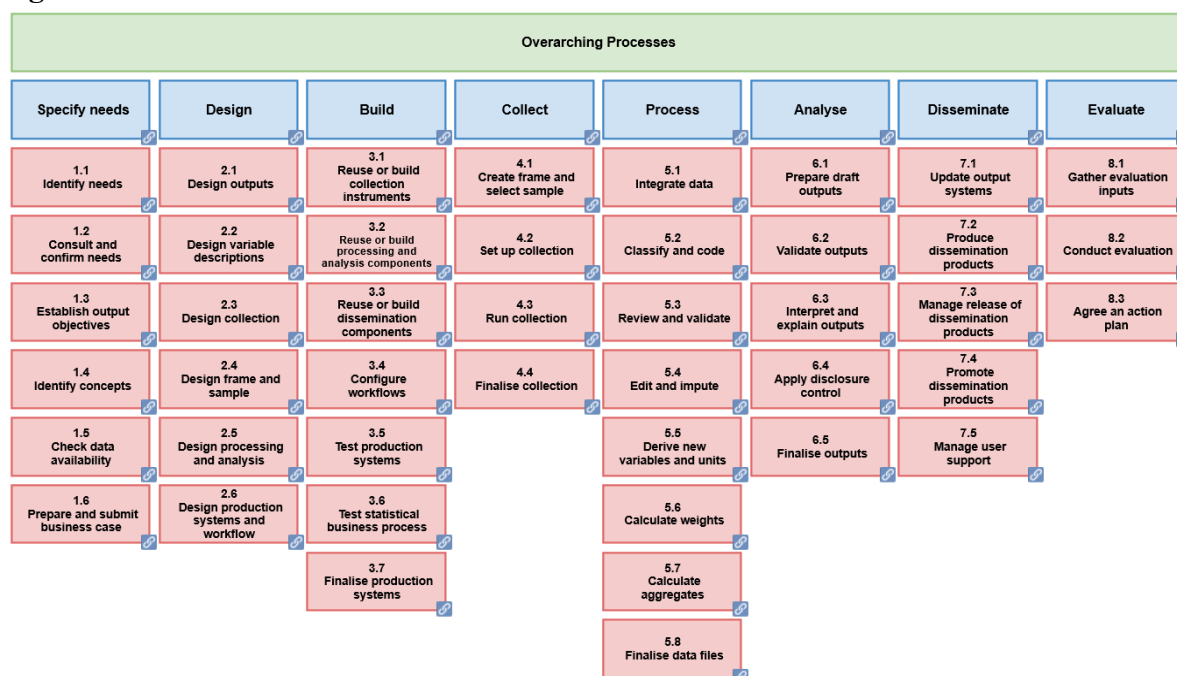 Overarching Processes
Specify needs
Design
Build
Collect
Process
Analyse
Disseminate
Evaluate
1.1
Identify needs
2.1
Design outputs
3.1
Reuse or build
collection
instruments
4.1
Create frame and
select sample
5.1
Integrate data
6.1
Prepare draft
outputs
7.1
Update output
systems
8.1
Gather evaluation
inputs
1.2
Consult and
confirm needs
2.2
Design variable
descriptions
3.2
Reuse or build
processing and
analysis components
4.2
Set up collection
5.2
Classify and code
6.2
Validate outputs
7.2
Produce
dissemination
products
8.2
Conduct evaluation
1.3
Establish output
objectives
2.3
Design collection
3.3
Reuse or build
dissemination
components
4.3
Run collection
5.3
Review and validate
6.3
Interpret and
explain outputs
7.3
Manage release of
dissemination
products
8.3
Agree an action
plan
1.4
Identify concepts
2.4
Design frame and
sample
3.4
Configure
workflows
4.4
Finalise collection
5.4
Edit and impute
6.4
Apply disclosure
control
7.4
Promote
dissemination
products
1.5
Check data
availability
2.5
Design processing
and analysis
3.5
Test production
systems
5.5
Derive new
variables and units
6.5
Finalise outputs
7.5
Manage user
support
1.6
Prepare and submit
business case
2.6
Design production
systems and
workflow
3.6
Test statistical
business process
5.6
Calculate weights
3.7
Finalise production
systems
5.7
Calculate
aggregates
5.8
Finalise data files